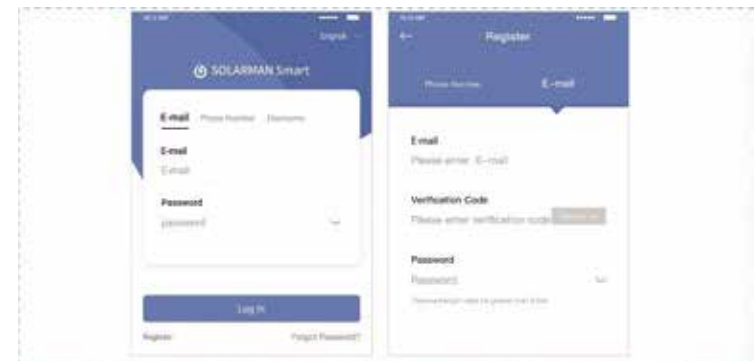 English
SOLARMAN Smart
E-mail Phone Number Username
E-mail
E-mail
Password
password
Log In
Register Forgot Password?
Register
Phone Number E-mail
E-mail
Please enter E-mail
Verification Code
Please enter verification code
Password
Password